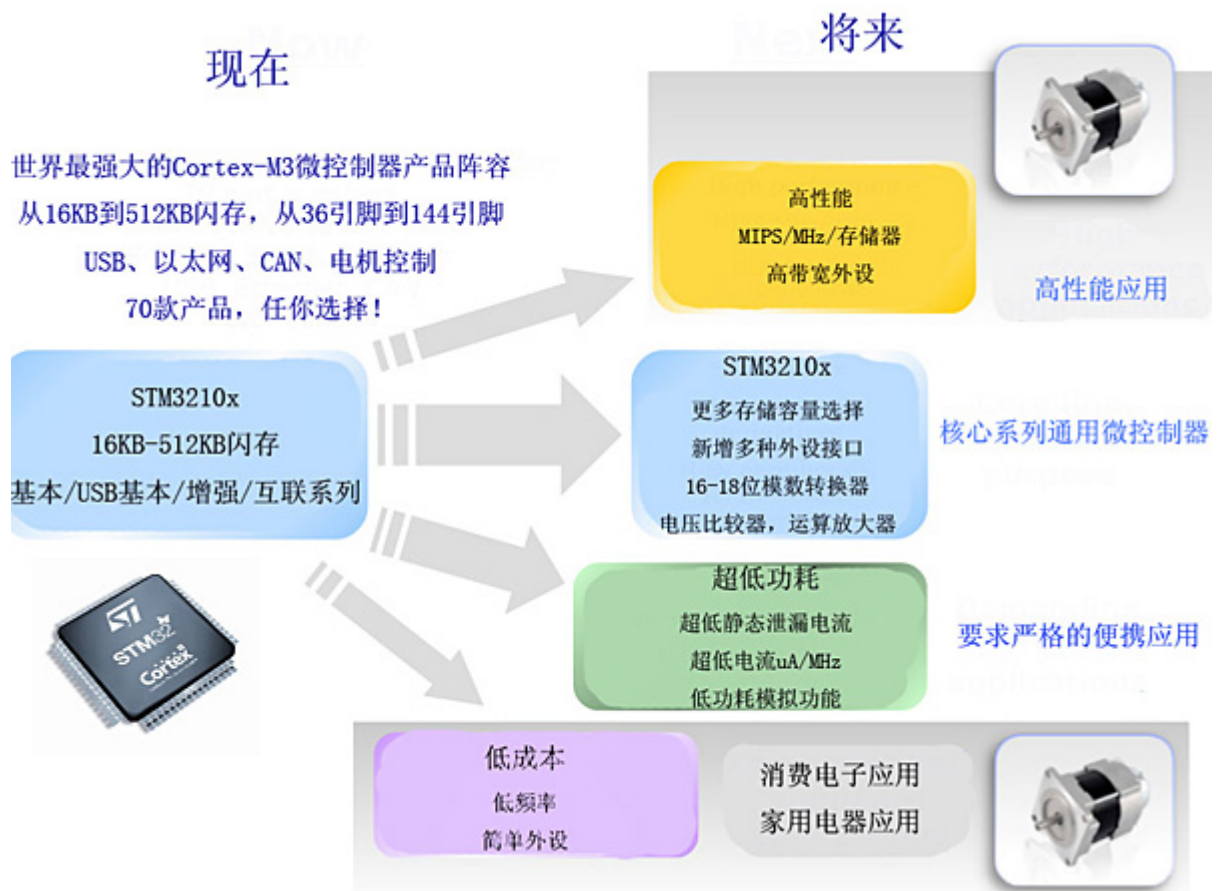 现在
世界最强大的Cortex-M3微控制器产品阵容
从16KB到512KB闪存，从36引脚到144引脚
USB、以太网、CAN、电机控制
70款产品，任你选择！
STM3210x
16KB-512KB闪存
基本/USB基本/增强/互联系列
ST
STM32
Cortex
将来
高性能
MIPS/MHz/存储器
高带宽外设
高性能应用
STM3210x
更多存储容量选择
新增多种外设接口
16-18位模数转换器
电压比较器，运算放大器
核心系列通用微控制器
超低功耗
超低静态泄漏电流
超低电流uA/MHz
低功耗模拟功能
要求严格的便携应用
低成本
低频率
简单外设
消费电子应用
家用电器应用